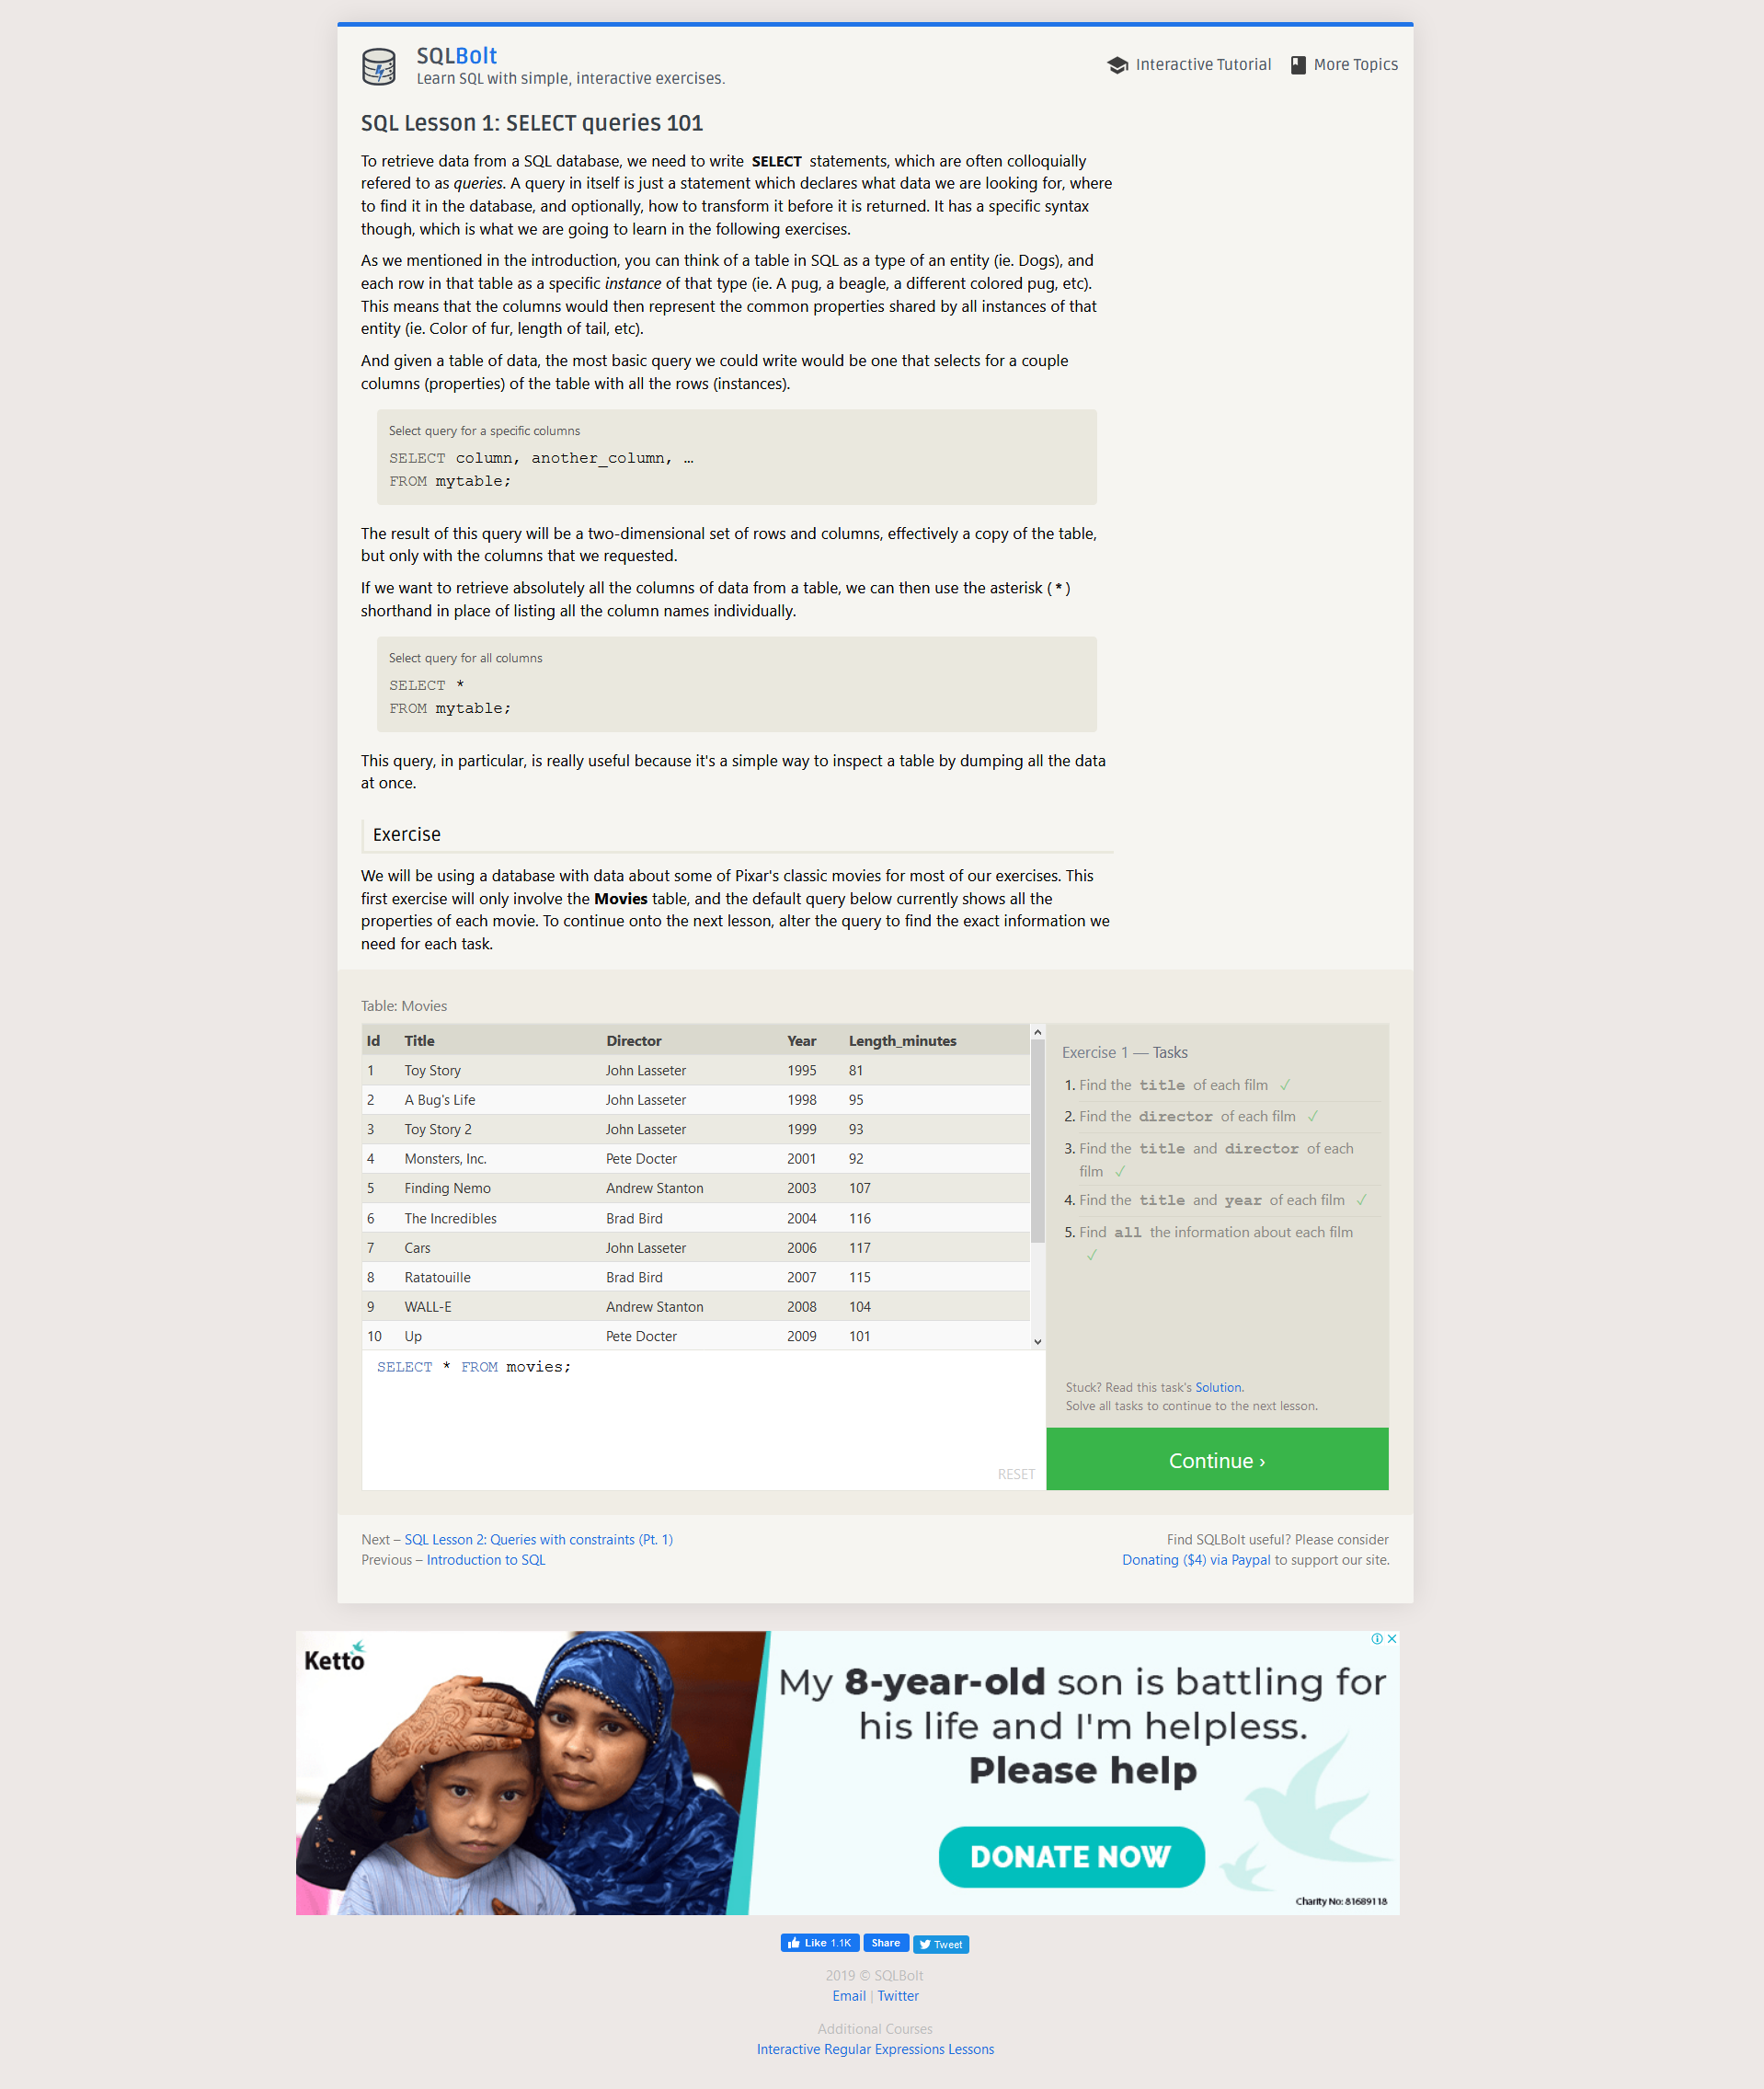 SQLBolt
Learn SQL with simple, interactive exercises.
Interactive Tutorial
More Topics
SQL Lesson 1: SELECT queries 101
To retrieve data from a SQL database, we need to write SELECT statements, which are often colloquially
refered to as queries. A query in itself is just a statement which declares what data we are looking for, where
to find it in the database, and optionally, how to transform it before it is returned. It has a specific syntax
though, which is what we are going to learn in the following exercises.
As we mentioned in the introduction, you can think of a table in SQL as a type of an entity (ie. Dogs), and
each row in that table as a specific instance of that type (ie. A pug, a beagle, a different colored pug, etc).
This means that the columns would then represent the common properties shared by all instances of that
entity (ie. Color of fur, length of tail, etc).
And given a table of data, the most basic query we could write would be one that selects for a couple
columns (properties) of the table with all the rows (instances).
Select query for a specific columns
SELECT column, another_column, …
FROM mytable;
The result of this query will be a two-dimensional set of rows and columns, effectively a copy of the table,
but only with the columns that we requested.
If we want to retrieve absolutely all the columns of data from a table, we can then use the asterisk (*)
shorthand in place of listing all the column names individually.
Select query for all columns
SELECT *
FROM mytable;
This query, in particular, is really useful because it's a simple way to inspect a table by dumping all the data
at once.
Exercise
We will be using a database with data about some of Pixar's classic movies for most of our exercises. This
first exercise will only involve the Movies table, and the default query below currently shows all the
properties of each movie. To continue onto the next lesson, alter the query to find the exact information we
need for each task.
Table: Movies
Id Title Director Year Length_minutes
1 Toy Story John Lasseter 1995 81
2 A Bug's Life John Lasseter 1998 95
3 Toy Story 2 John Lasseter 1999 93
4 Monsters, Inc. Pete Docter 2001 92
5 Finding Nemo Andrew Stanton 2003 107
6 The Incredibles Brad Bird 2004 116
7 Cars John Lasseter 2006 117
8 Ratatouille Brad Bird 2007 115
9 WALL-E Andrew Stanton 2008 104
10 Up Pete Docter 2009 101
SELECT * FROM movies;
RESET
Exercise 1 — Tasks
1. Find the title of each film ✓
2. Find the director of each film ✓
3. Find the title and director of each
film ✓
4. Find the title and year of each film ✓
5. Find all the information about each film
✓
Stuck? Read this task's Solution.
Solve all tasks to continue to the next lesson.
Continue ›
Next – SQL Lesson 2: Queries with constraints (Pt. 1)
Previous – Introduction to SQL
Find SQLBolt useful? Please consider
Donating ($4) via Paypal to support our site.
Ketto
My 8-year-old son is battling for
his life and I'm helpless.
Please help
DONATE NOW
Charity No: 81689118
Like 1.1K
Share
Tweet
2019 © SQLBolt
Email | Twitter
Additional Courses
Interactive Regular Expressions Lessons